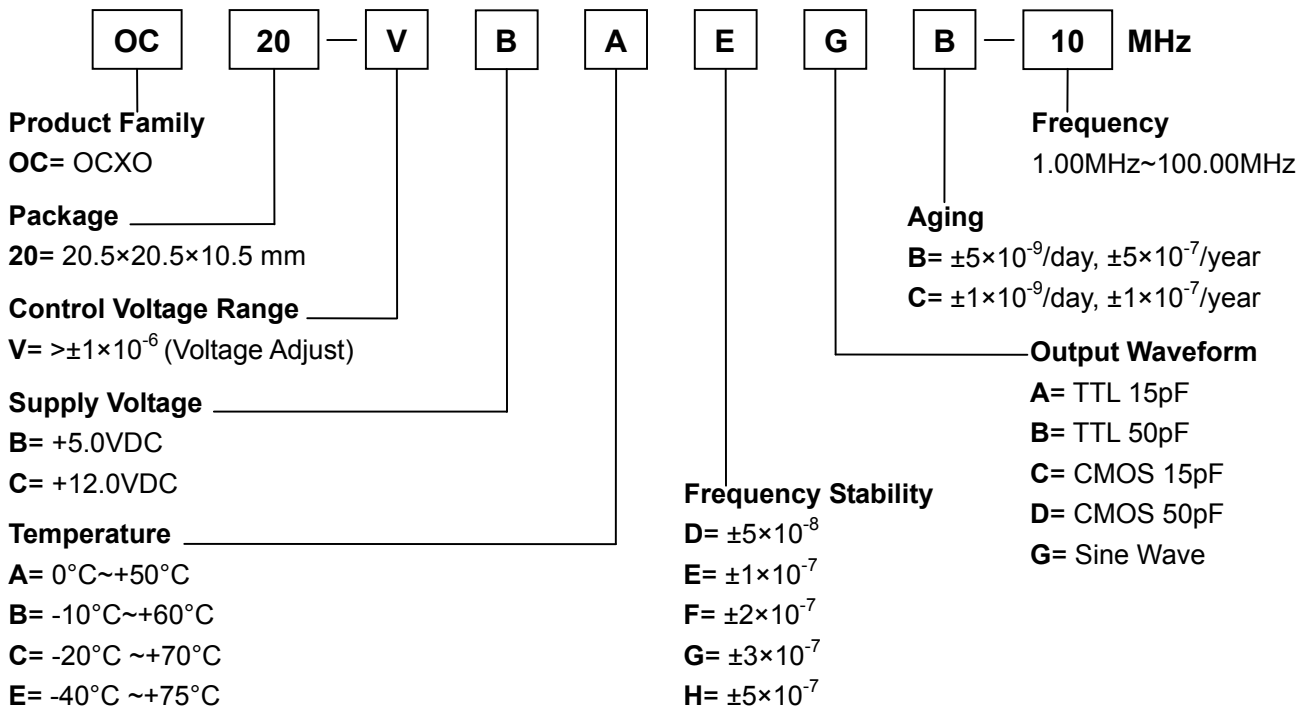 OC 20 — V B A E G B — 10 MHz
Product Family
OC= OCXO
Package
20= 20.5×20.5×10.5 mm
Control Voltage Range
V= >±1×10⁻⁶ (Voltage Adjust)
Supply Voltage
B= +5.0VDC
C= +12.0VDC
Temperature
A= 0°C~+50°C
B= -10°C~+60°C
C= -20°C ~+70°C
E= -40°C ~+75°C
Frequency Stability
D= ±5×10⁻⁸
E= ±1×10⁻⁷
F= ±2×10⁻⁷
G= ±3×10⁻⁷
H= ±5×10⁻⁷
Frequency
1.00MHz~100.00MHz
Aging
B= ±5×10⁻⁹/day, ±5×10⁻⁷/year
C= ±1×10⁻⁹/day, ±1×10⁻⁷/year
Output Waveform
A= TTL 15pF
B= TTL 50pF
C= CMOS 15pF
D= CMOS 50pF
G= Sine Wave